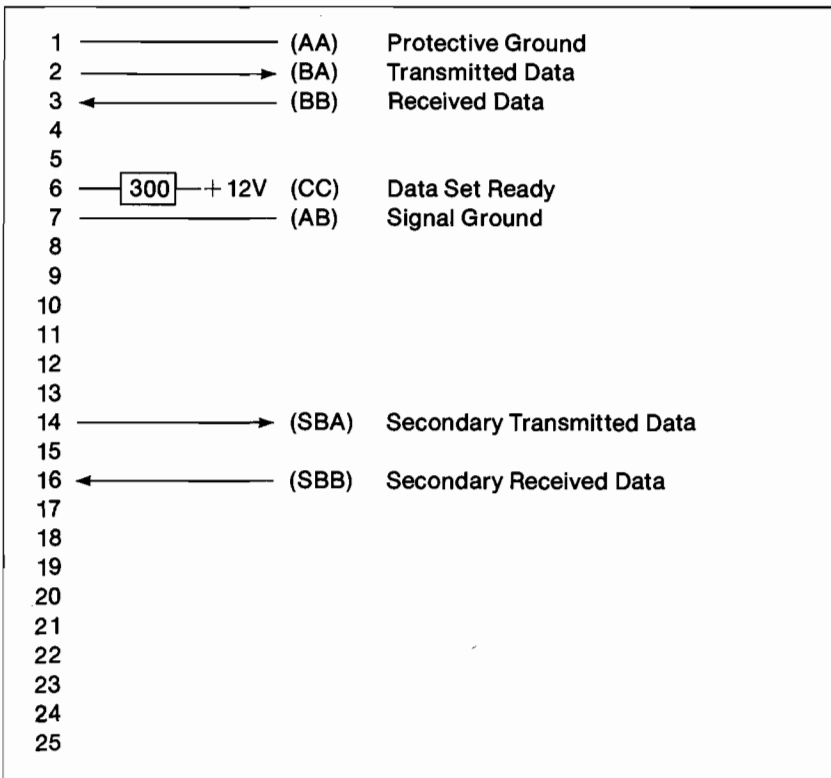 1 (AA) Protective Ground
2 (BA) Transmitted Data
3 (BB) Received Data
4
5
6 300 +12V (CC) Data Set Ready
7 (AB) Signal Ground
8
9
10
11
12
13
14 (SBA) Secondary Transmitted Data
15
16 (SBB) Secondary Received Data
17
18
19
20
21
22
23
24
25